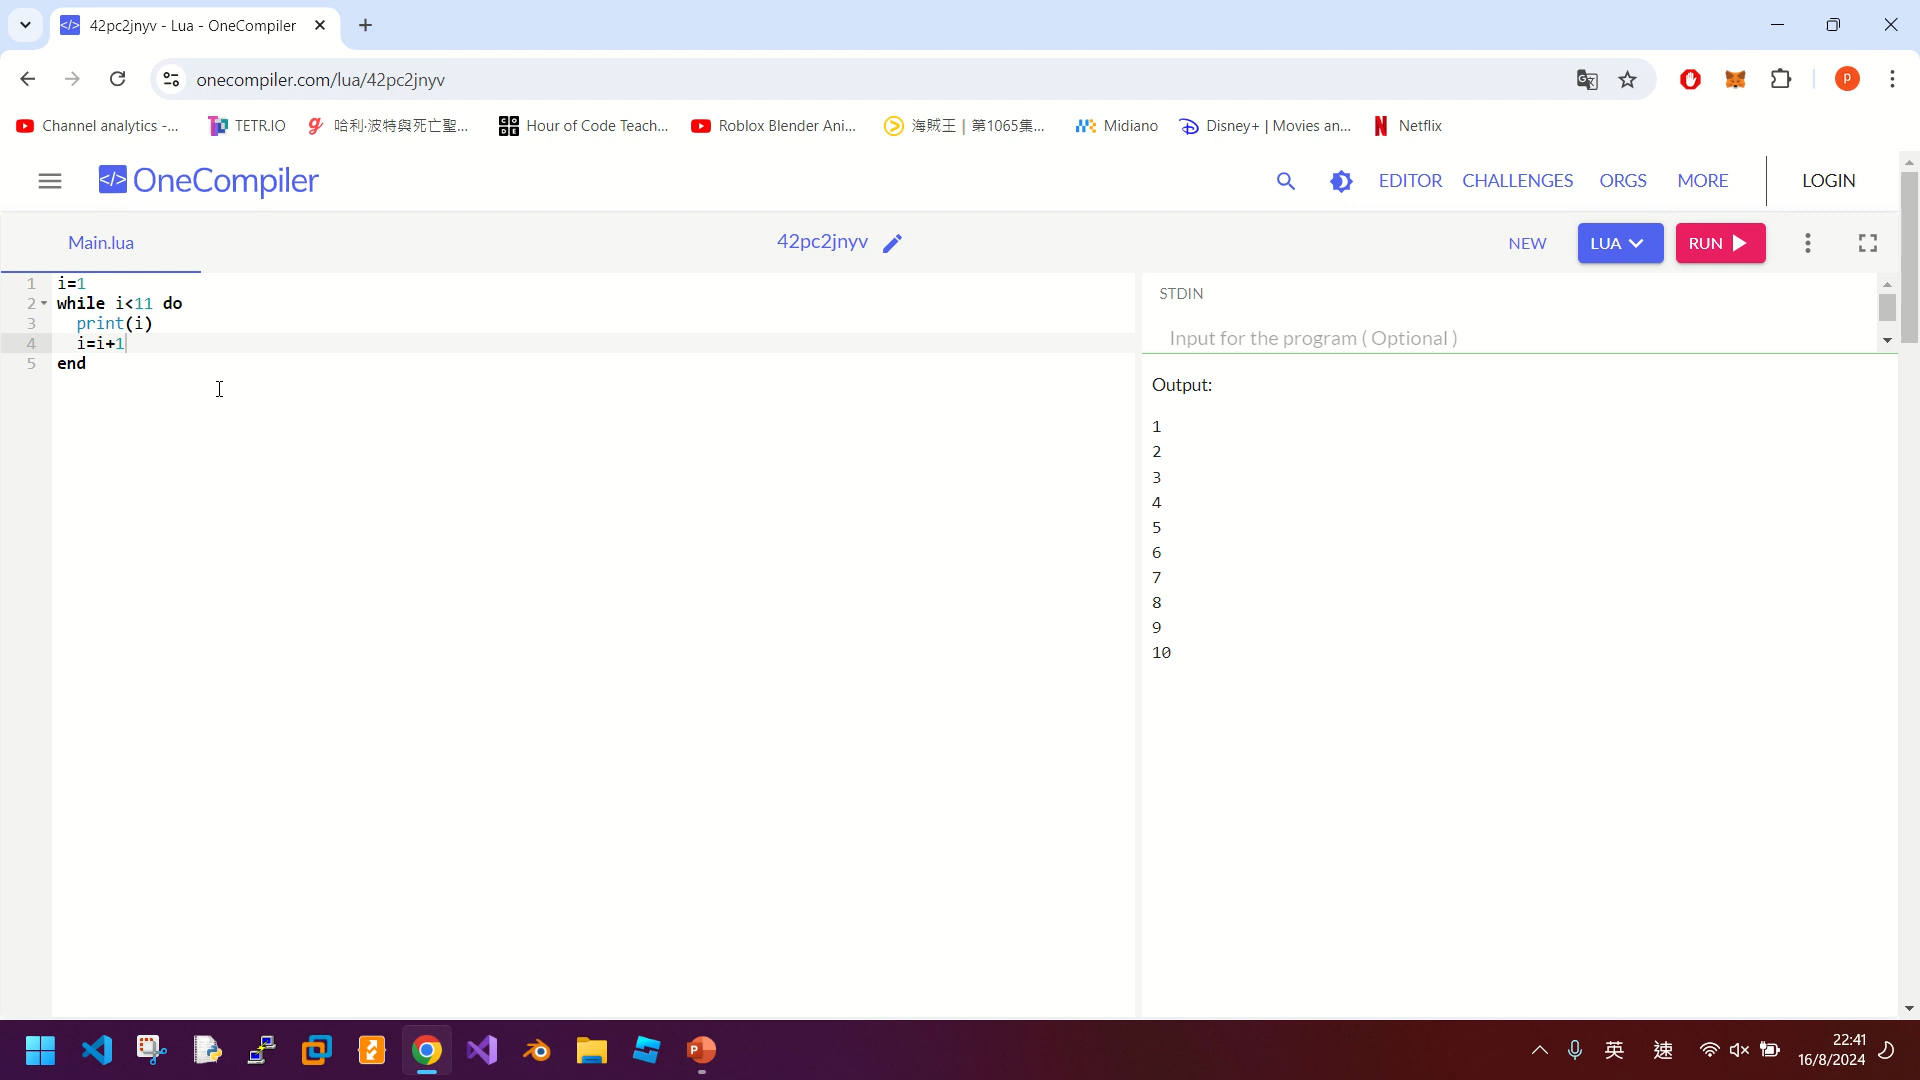 42pc2jnyv - Lua - OneCompiler
onecompiler.com/lua/42pc2jnyv
P
Channel analytics -...
TETR.IO
哈利·波特與死亡聖...
Hour of Code Teach...
Roblox Blender Ani...
海賊王 | 第1065集...
Midiano
Disney+ | Movies an...
Netflix
</> OneCompiler
EDITOR CHALLENGES ORGS MORE LOGIN
Main.lua
42pc2jnyv
NEW LUA RUN
1 i=1
2 while i<11 do
3 print(i)
4 i=i+1
5 end
STDIN
Input for the program ( Optional )
Output:
1
2
3
4
5
6
7
8
9
10
英 速
22:41
16/8/2024